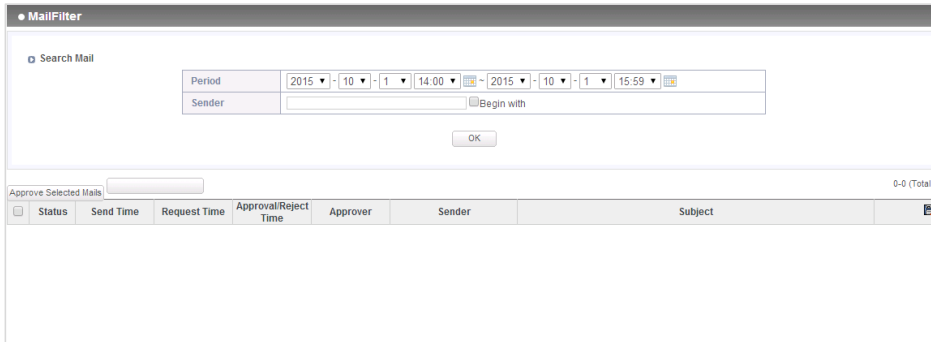 MailFilter
Search Mail
Period 2015 - 10 - 1 14:00 ~ 2015 - 10 - 1 15:59
Sender Begin with
OK
Approve Selected Mails 0-0 (Total
Status Send Time Request Time Approval/Reject Time Approver Sender Subject